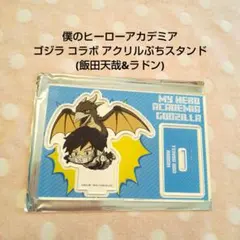 僕のヒーローアカデミア
ゴジラ コラボ アクリルぷちスタンド
(飯田天哉&ラドン)
MY HERO
ACADEMIA
GODZILLA